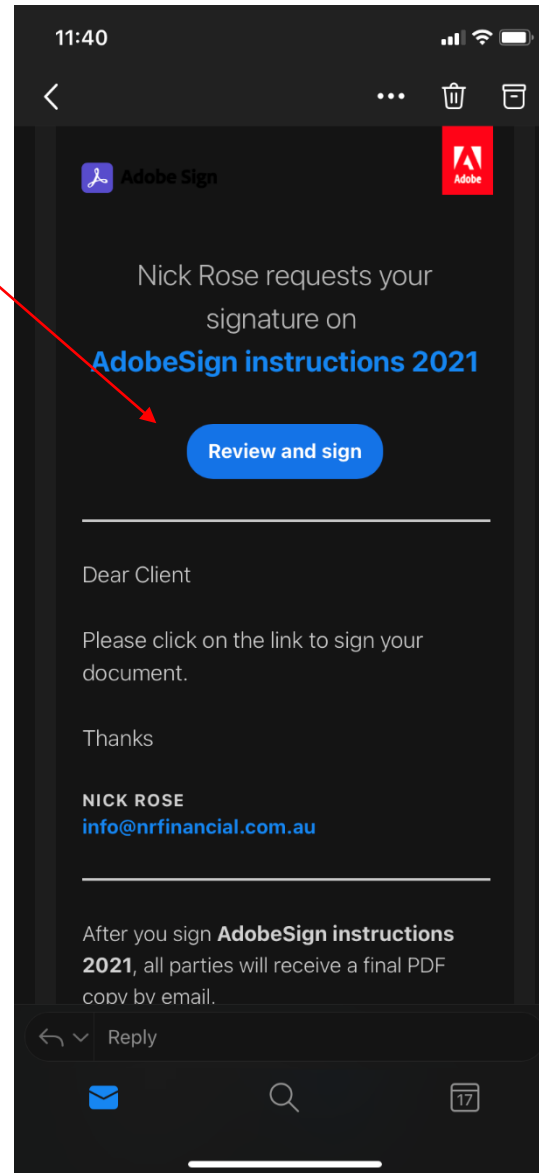 11:40
Adobe Sign
Adobe
Nick Rose requests your
signature on
AdobeSign instructions 2021
Review and sign
Dear Client
Please click on the link to sign your
document.
Thanks
NICK ROSE
info@nrfinancial.com.au
After you sign AdobeSign instructions
2021, all parties will receive a final PDF
copy by email.
Reply
17